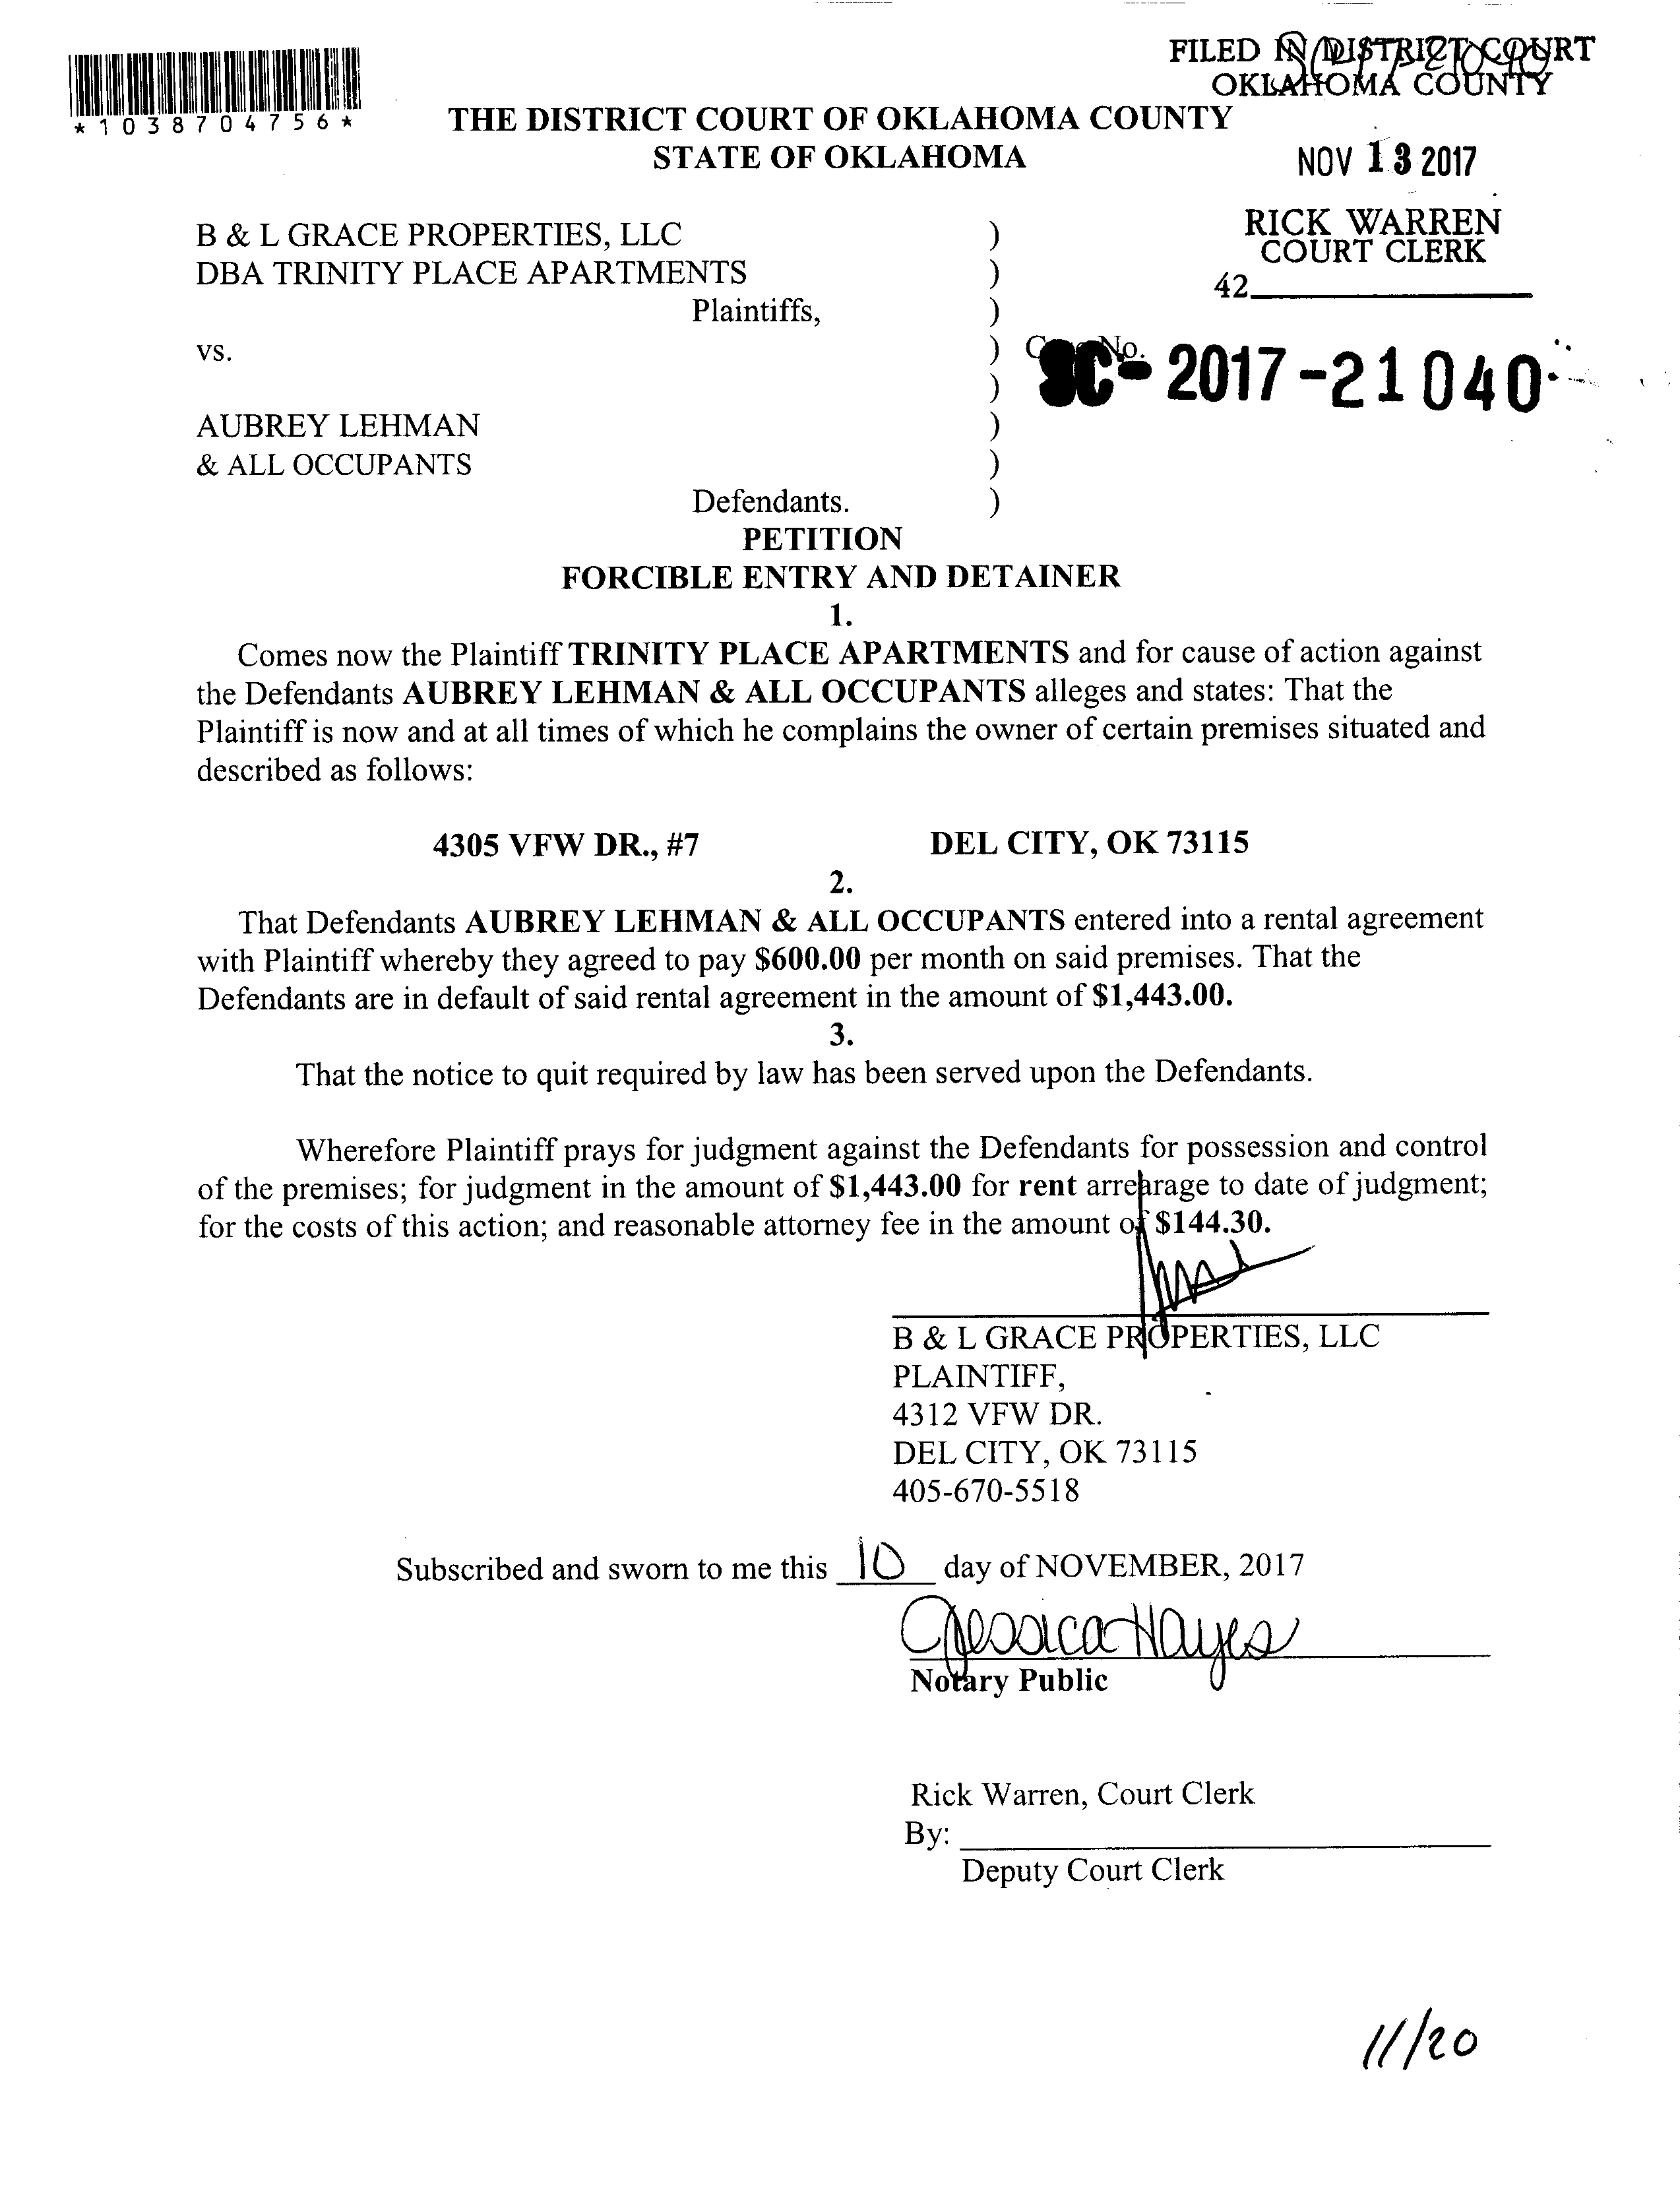 FILED IN DISTRICT COURT
OKLAHOMA COUNTY
*1038704756*
THE DISTRICT COURT OF OKLAHOMA COUNTY
STATE OF OKLAHOMA
NOV 13 2017
RICK WARREN
COURT CLERK
42
B & L GRACE PROPERTIES, LLC )
DBA TRINITY PLACE APARTMENTS )
Plaintiffs, )
vs. ) Case No.
SC-2017-21040
)
AUBREY LEHMAN )
& ALL OCCUPANTS )
Defendants. )
PETITION
FORCIBLE ENTRY AND DETAINER
1.
Comes now the Plaintiff TRINITY PLACE APARTMENTS and for cause of action against
the Defendants AUBREY LEHMAN & ALL OCCUPANTS alleges and states: That the
Plaintiff is now and at all times of which he complains the owner of certain premises situated and
described as follows:
4305 VFW DR., #7 DEL CITY, OK 73115
2.
That Defendants AUBREY LEHMAN & ALL OCCUPANTS entered into a rental agreement
with Plaintiff whereby they agreed to pay $600.00 per month on said premises. That the
Defendants are in default of said rental agreement in the amount of $1,443.00.
3.
That the notice to quit required by law has been served upon the Defendants.
Wherefore Plaintiff prays for judgment against the Defendants for possession and control
of the premises; for judgment in the amount of $1,443.00 for rent arrearage to date of judgment;
for the costs of this action; and reasonable attorney fee in the amount of $144.30.
B & L GRACE PROPERTIES, LLC
PLAINTIFF,
4312 VFW DR.
DEL CITY, OK 73115
405-670-5518
Subscribed and sworn to me this 10 day of NOVEMBER, 2017
Jessica Hayes
Notary Public
Rick Warren, Court Clerk
By:
Deputy Court Clerk
11/20